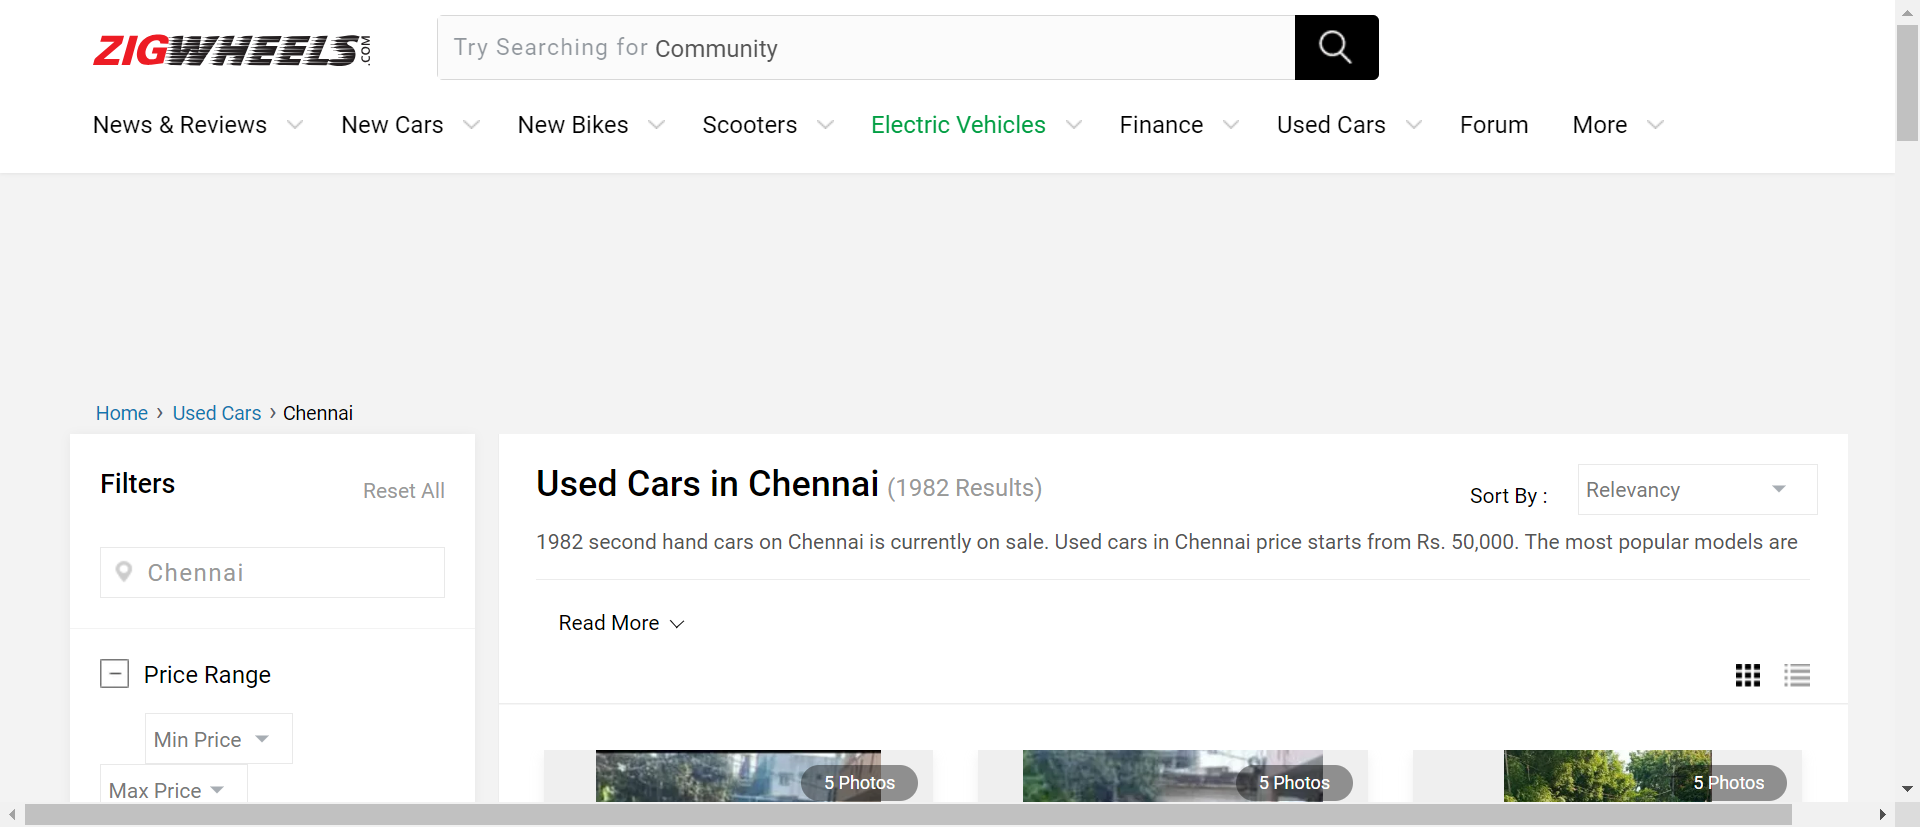 ZIGWHEELS.COM
Try Searching for Community
News & Reviews New Cars New Bikes Scooters Electric Vehicles Finance Used Cars Forum More
Home › Used Cars › Chennai
Filters
Reset All
Chennai
Price Range
Min Price
Max Price
Used Cars in Chennai (1982 Results)
Sort By :
Relevancy
1982 second hand cars on Chennai is currently on sale. Used cars in Chennai price starts from Rs. 50,000. The most popular models are
Read More
5 Photos
5 Photos
5 Photos